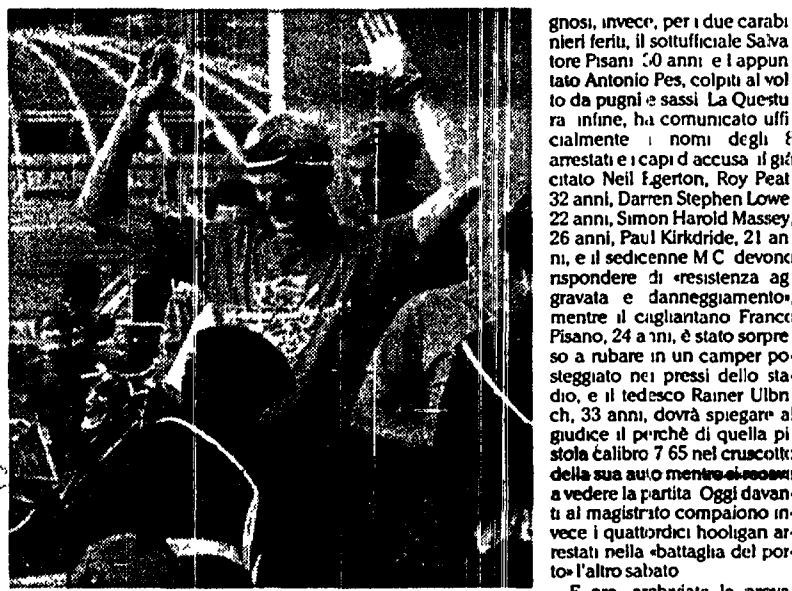 gnosi, invece, per i due carabi
nieri feriti, il sottufficiale Salva
tore Pisani 30 anni e l appun
tato Antonio Pes, colpiti al vol
to da pugni e sassi La Questu
ra infine, ha comunicato uffi
cialmente i nomi degli 8
arrestati e i capi d accusa il già
citato Neil Egerton, Roy Peat
32 anni, Darren Stephen Lowe
22 anni, Simon Harold Massey,
26 anni, Paul Kirkdride, 21 an
ni, e il sedicenne M C devono
rispondere di «resistenza ag
gravata e danneggiamento»,
mentre il cagliaritano Franco
Pisano, 24 anni, è stato sorpre
so a rubare in un camper po-
steggiato nei pressi dello sta-
dio, e il tedesco Rainer Ulbri
ch, 33 anni, dovrà spiegare al
giudice il perchè di quella pi
stola calibro 7 65 nel cruscotto
della sua auto mentre si recava
a vedere la partita Oggi davan-
ti al magistrato compaiono in-
vece i quattordici hooligan ar-
restati nella «battaglia del por-
to» l'altro sabato